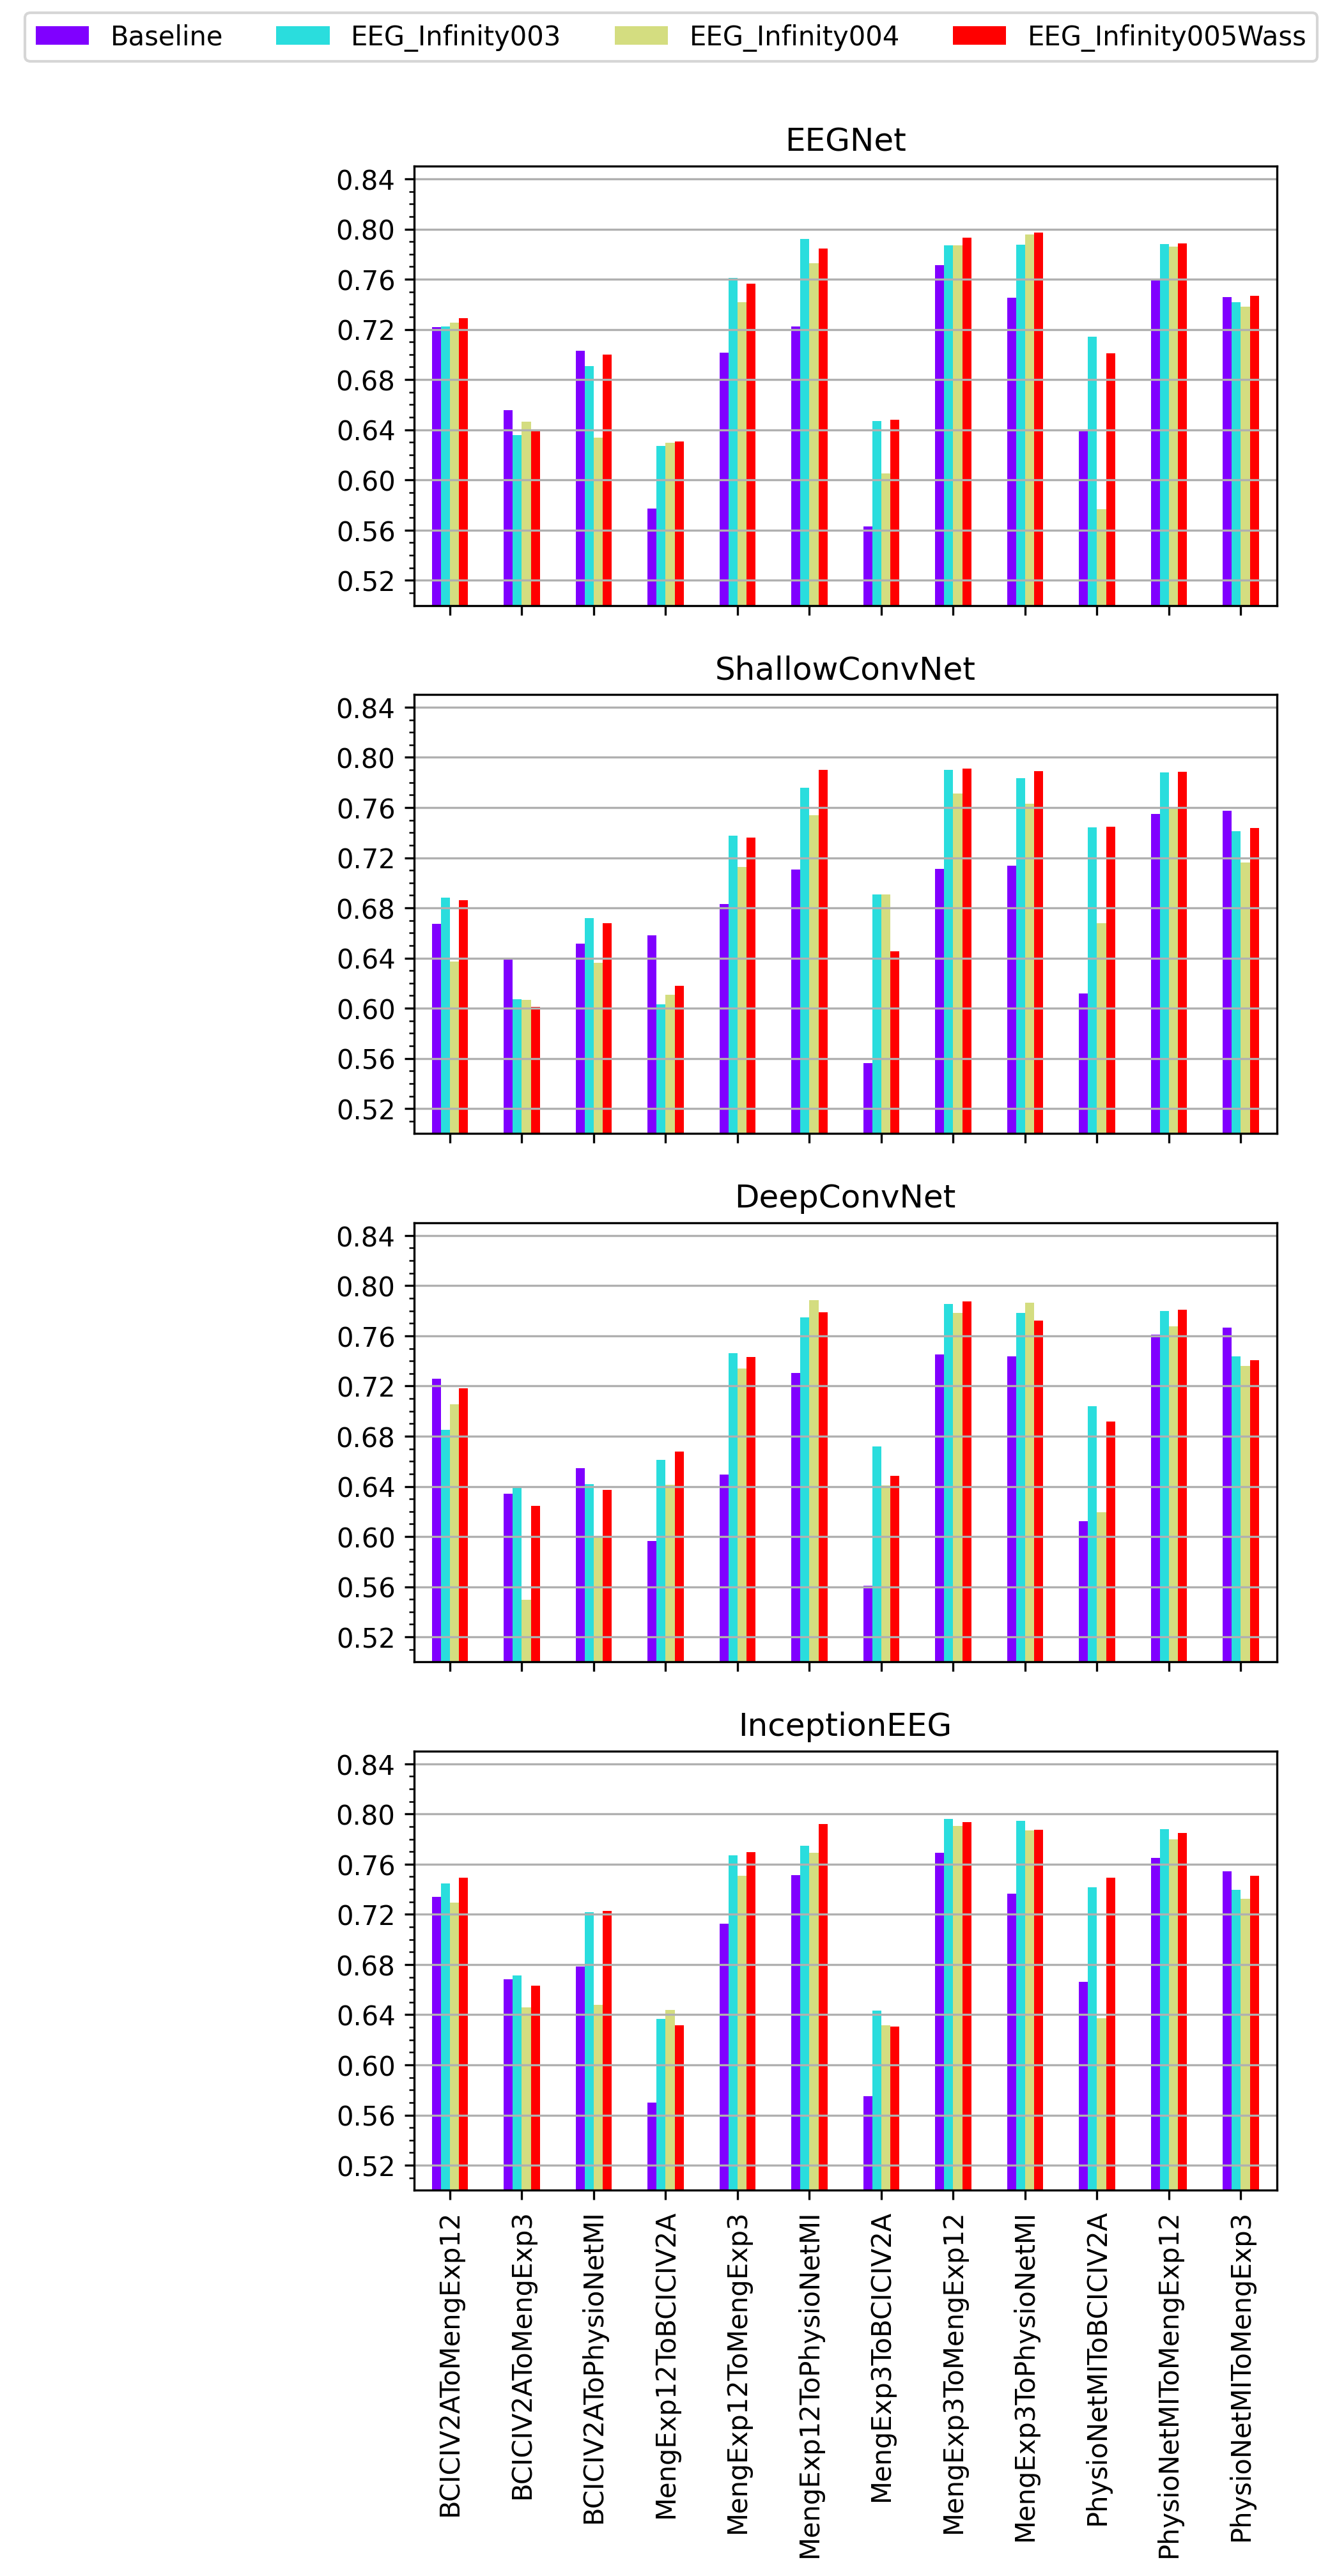 Baseline EEG_Infinity003 EEG_Infinity004 EEG_Infinity005Wass
EEGNet
0.84
0.80
0.76
0.72
0.68
0.64
0.60
0.56
0.52
ShallowConvNet
0.84
0.80
0.76
0.72
0.68
0.64
0.60
0.56
0.52
DeepConvNet
0.84
0.80
0.76
0.72
0.68
0.64
0.60
0.56
0.52
InceptionEEG
0.84
0.80
0.76
0.72
0.68
0.64
0.60
0.56
0.52
BCICIV2AToMengExp12
BCICIV2AToMengExp3
BCICIV2AToPhysioNetMI
MengExp12ToBCICIV2A
MengExp12ToMengExp3
MengExp12ToPhysioNetMI
MengExp3ToBCICIV2A
MengExp3ToMengExp12
MengExp3ToPhysioNetMI
PhysioNetMIToBCICIV2A
PhysioNetMIToMengExp12
PhysioNetMIToMengExp3